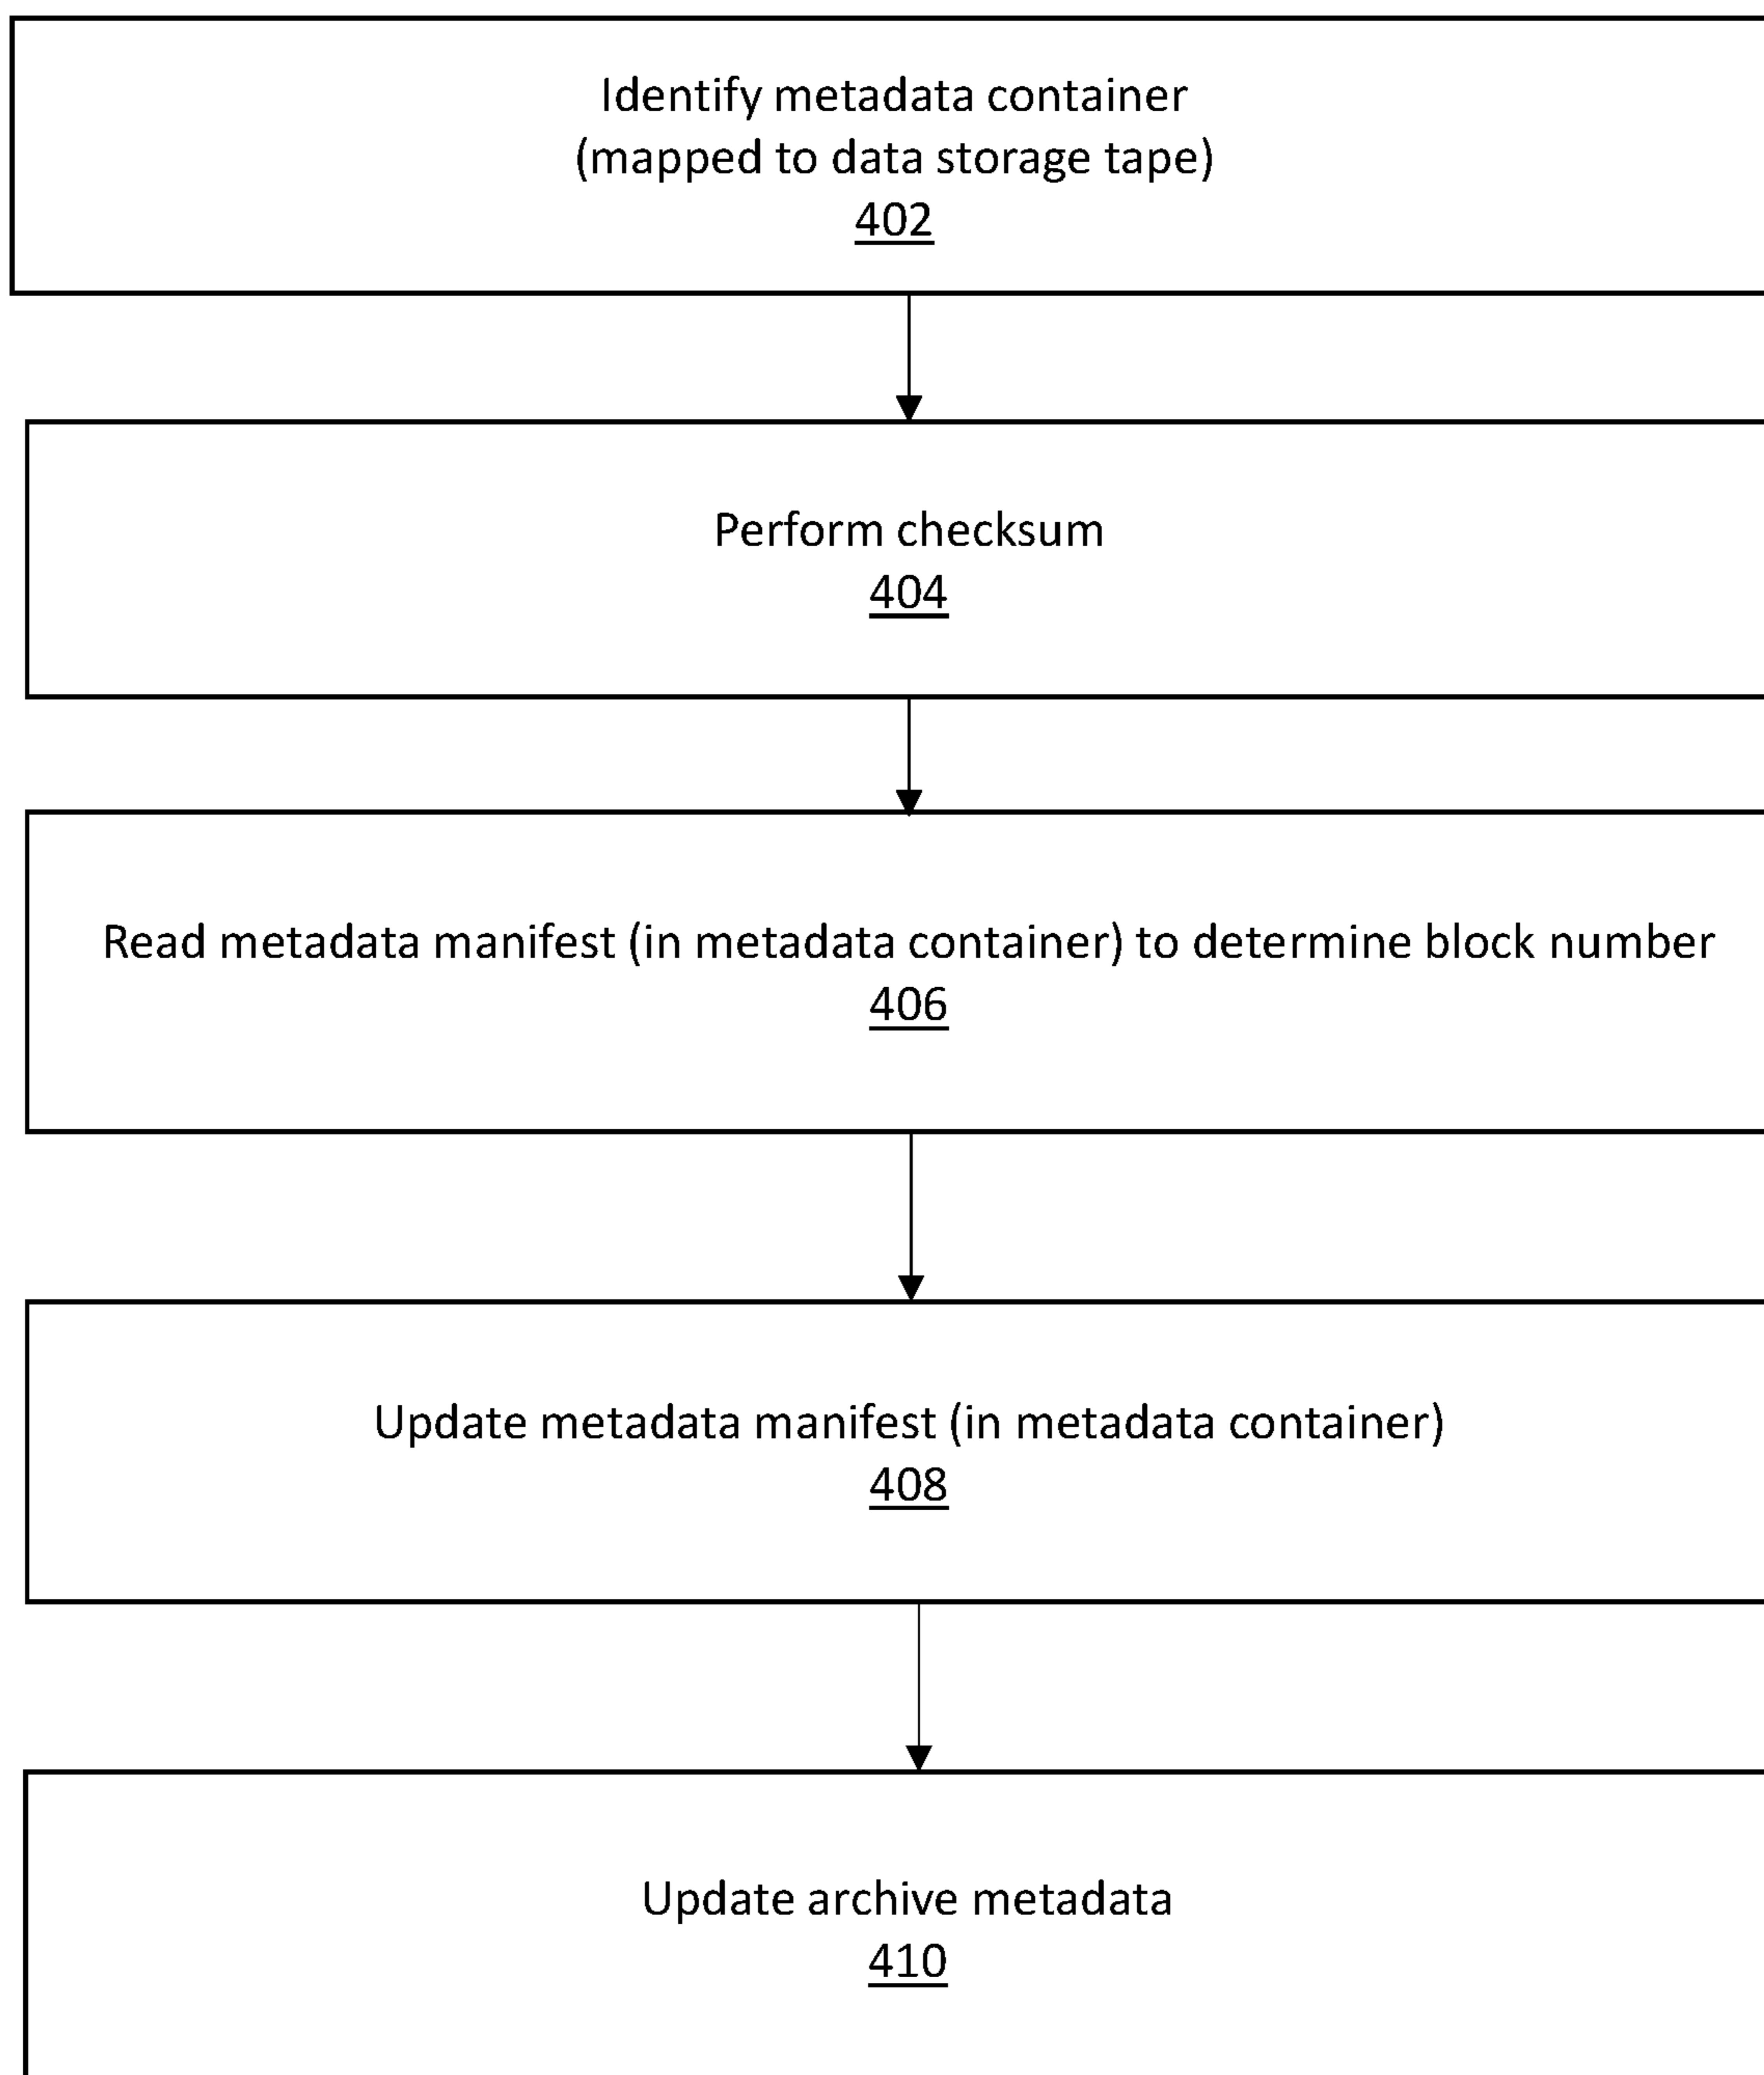 Identify metadata container
(mapped to data storage tape)
402
Perform checksum
404
Read metadata manifest (in metadata container) to determine block number
406
Update metadata manifest (in metadata container)
408
Update archive metadata
410